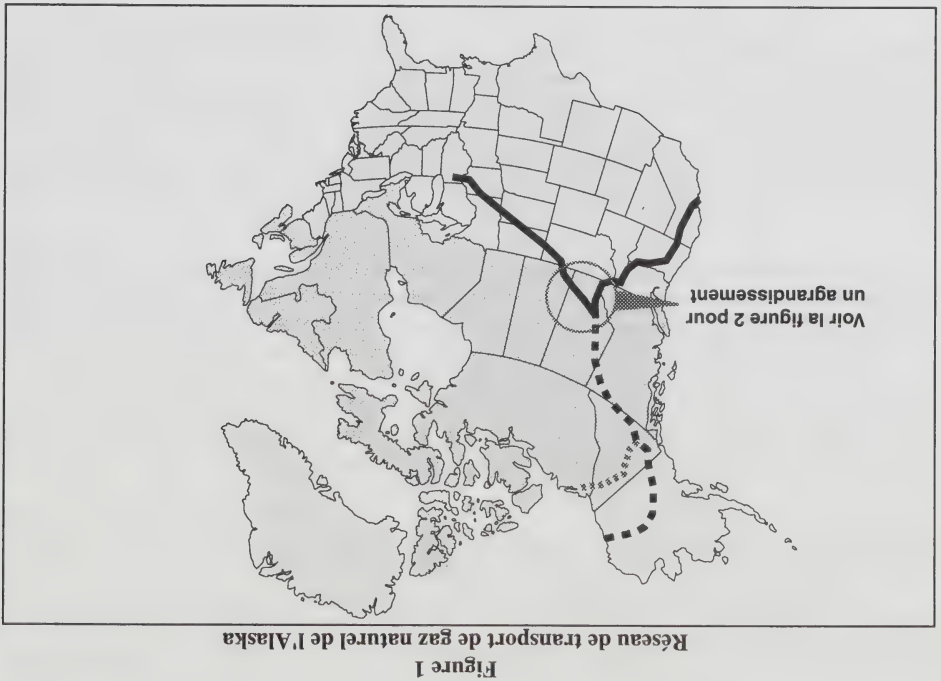 Figure 1
Réseau de transport de gaz naturel de l'Alaska
Voir la figure 2 pour
un agrandissement